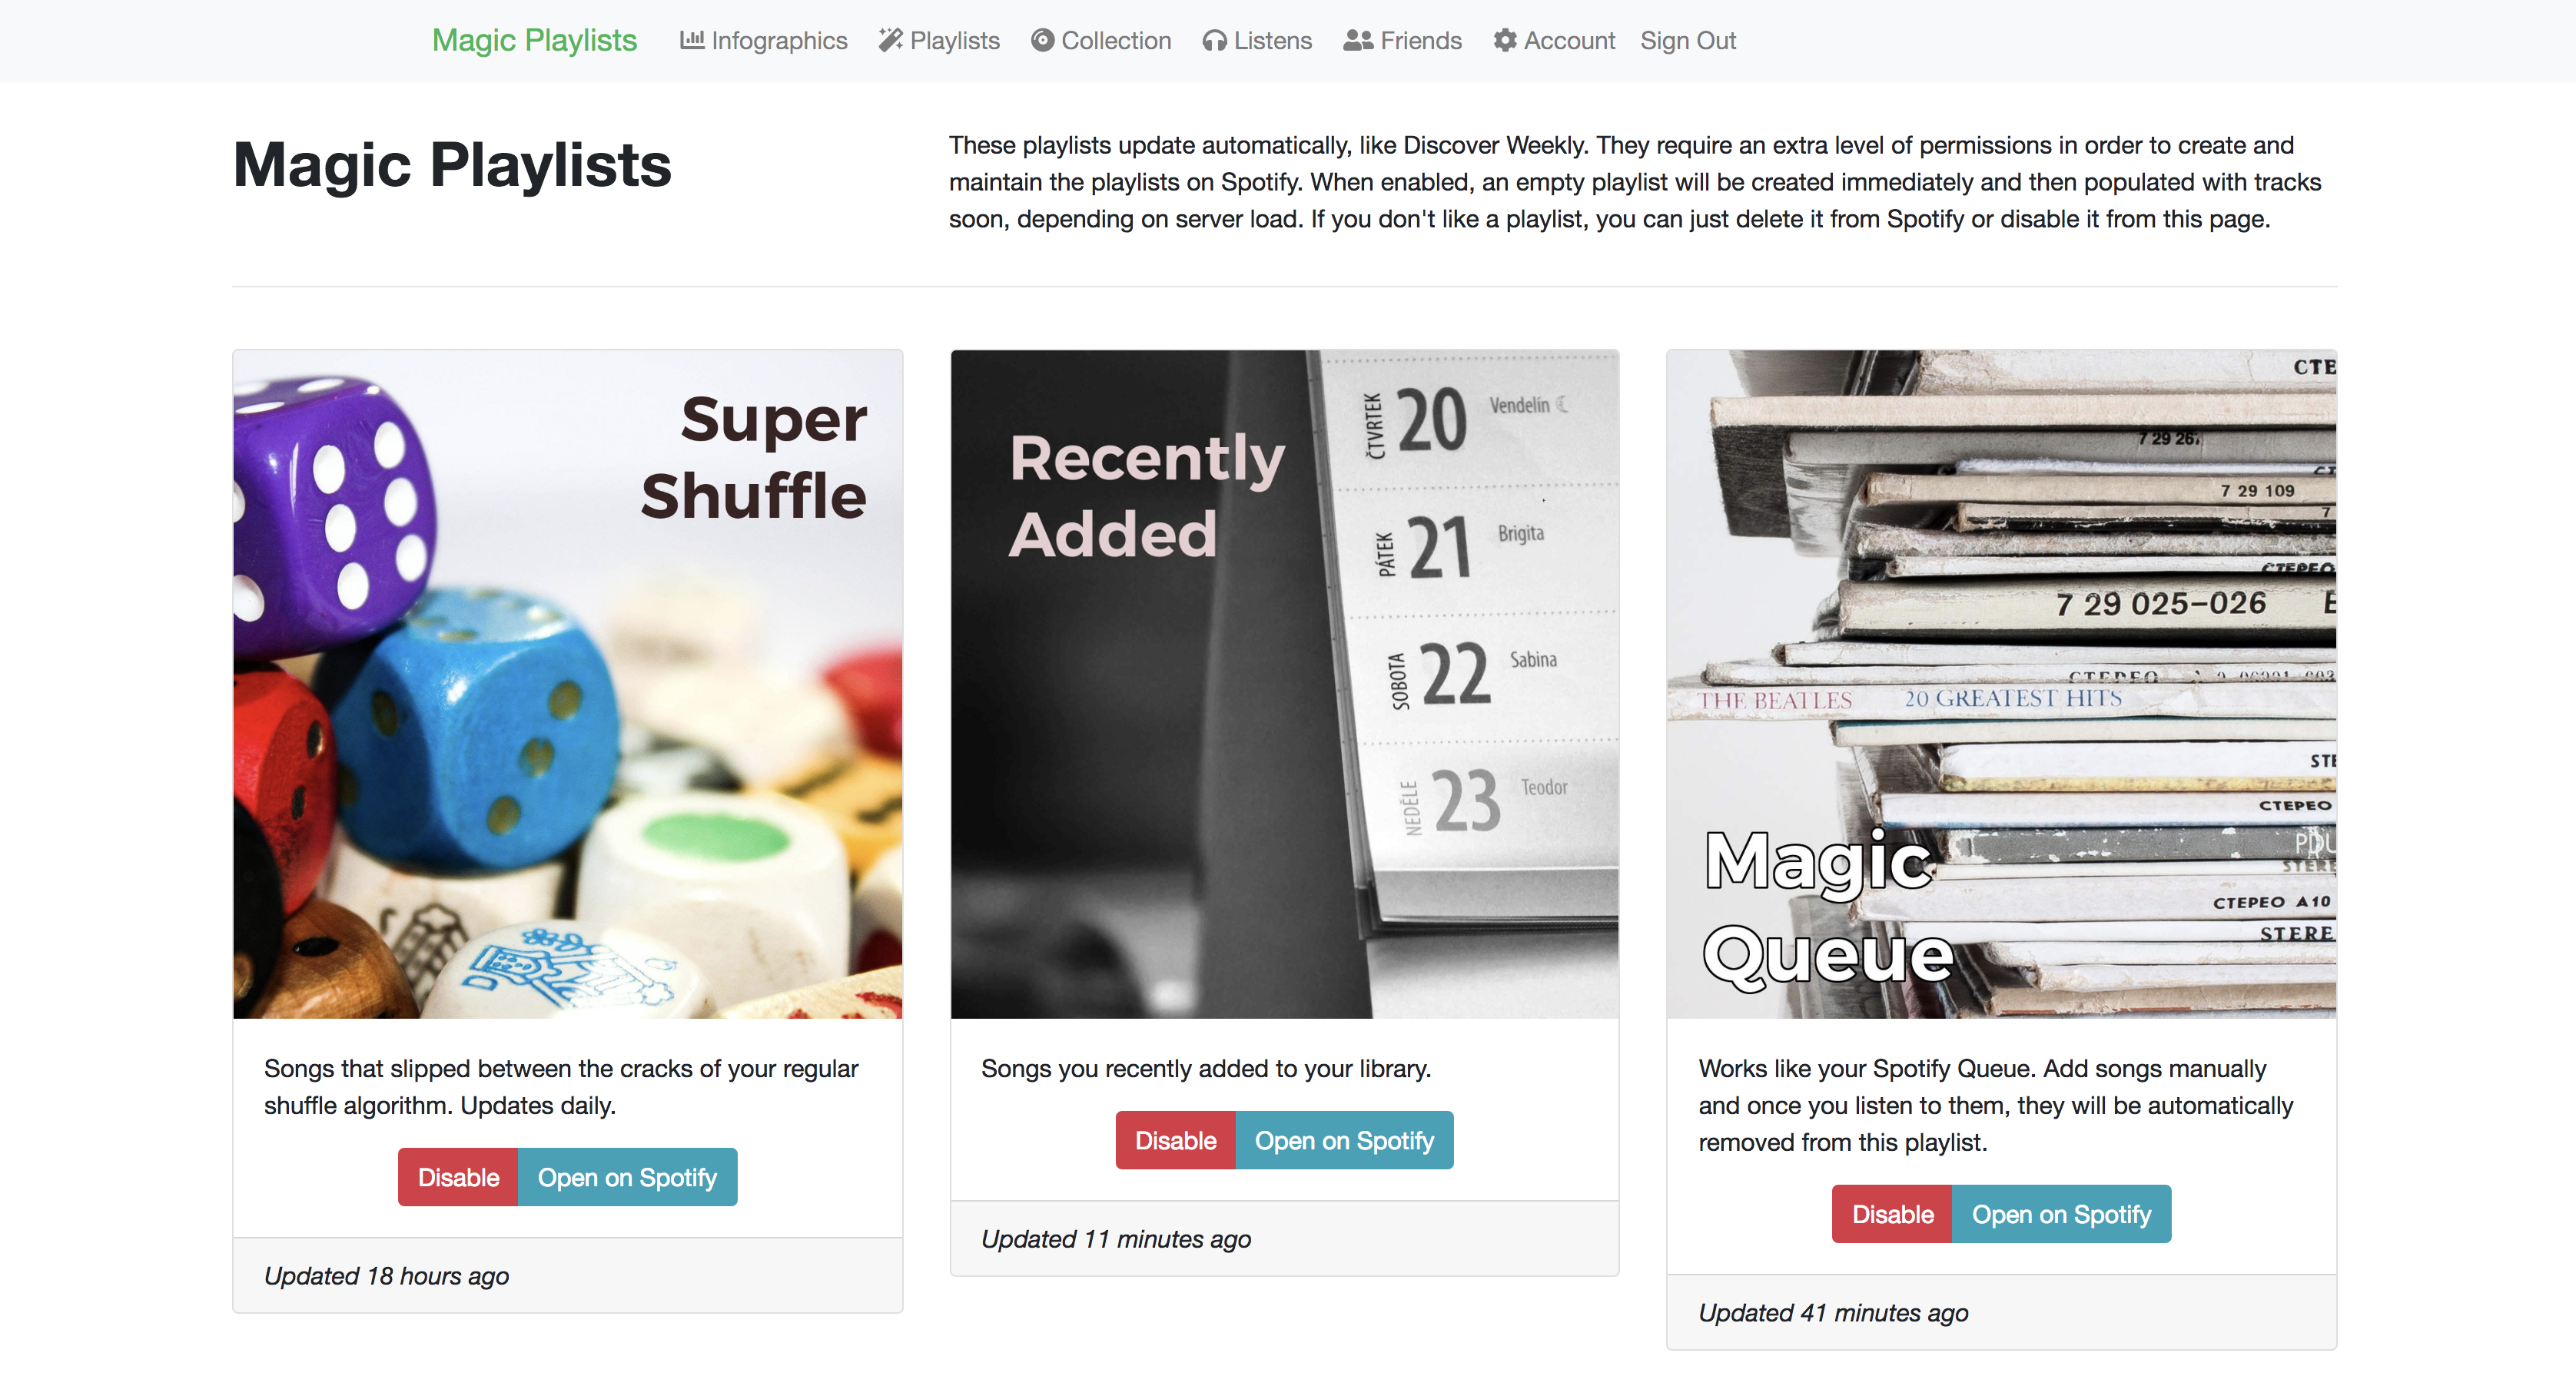 Magic Playlists Infographics Playlists Collection Listens Friends Account Sign Out
Magic Playlists
These playlists update automatically, like Discover Weekly. They require an extra level of permissions in order to create and
maintain the playlists on Spotify. When enabled, an empty playlist will be created immediately and then populated with tracks
soon, depending on server load. If you don't like a playlist, you can just delete it from Spotify or disable it from this page.
Super
Shuffle
Songs that slipped between the cracks of your regular
shuffle algorithm. Updates daily.
Disable Open on Spotify
Updated 18 hours ago
Recently
Added
ČTVRTEK 20 Vendelín
PÁTEK 21 Brigita
SOBOTA 22 Sabina
NEDĚLE 23 Teodor
Songs you recently added to your library.
Disable Open on Spotify
Updated 11 minutes ago
CTE
7 29 267
7 29 109
СТЕРЕО
7 29 025-026
СТЕРЕО
THE BEATLES 20 GREATEST HITS
STE
СТЕРЕО
PDU
STERE
СТЕРЕО А10
STERE
Magic
Queue
Works like your Spotify Queue. Add songs manually
and once you listen to them, they will be automatically
removed from this playlist.
Disable Open on Spotify
Updated 41 minutes ago